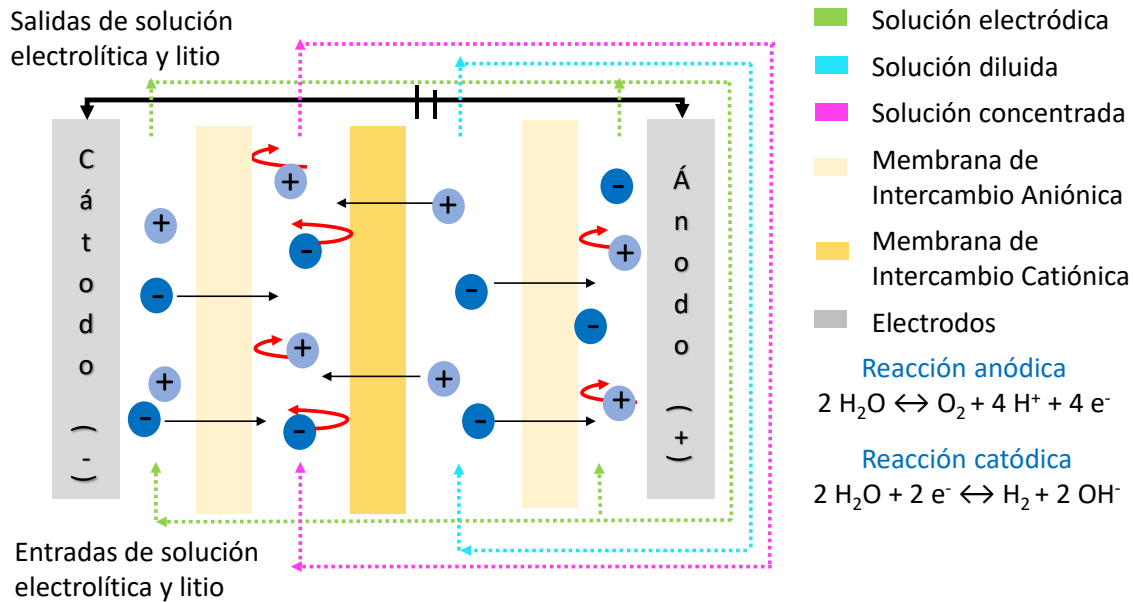 Salidas de solución
electrolítica y litio
Cátodo (-)
+
-
+
-
+
-
+
-
+
+
-
-
-
+
-
+
Ánodo (+)
Entradas de solución
electrolítica y litio
Solución electródica
Solución diluida
Solución concentrada
Membrana de
Intercambio Aniónica
Membrana de
Intercambio Catiónica
Electrodos
Reacción anódica
2 H₂O ↔ O₂ + 4 H⁺ + 4 e⁻
Reacción catódica
2 H₂O + 2 e⁻ ↔ H₂ + 2 OH⁻